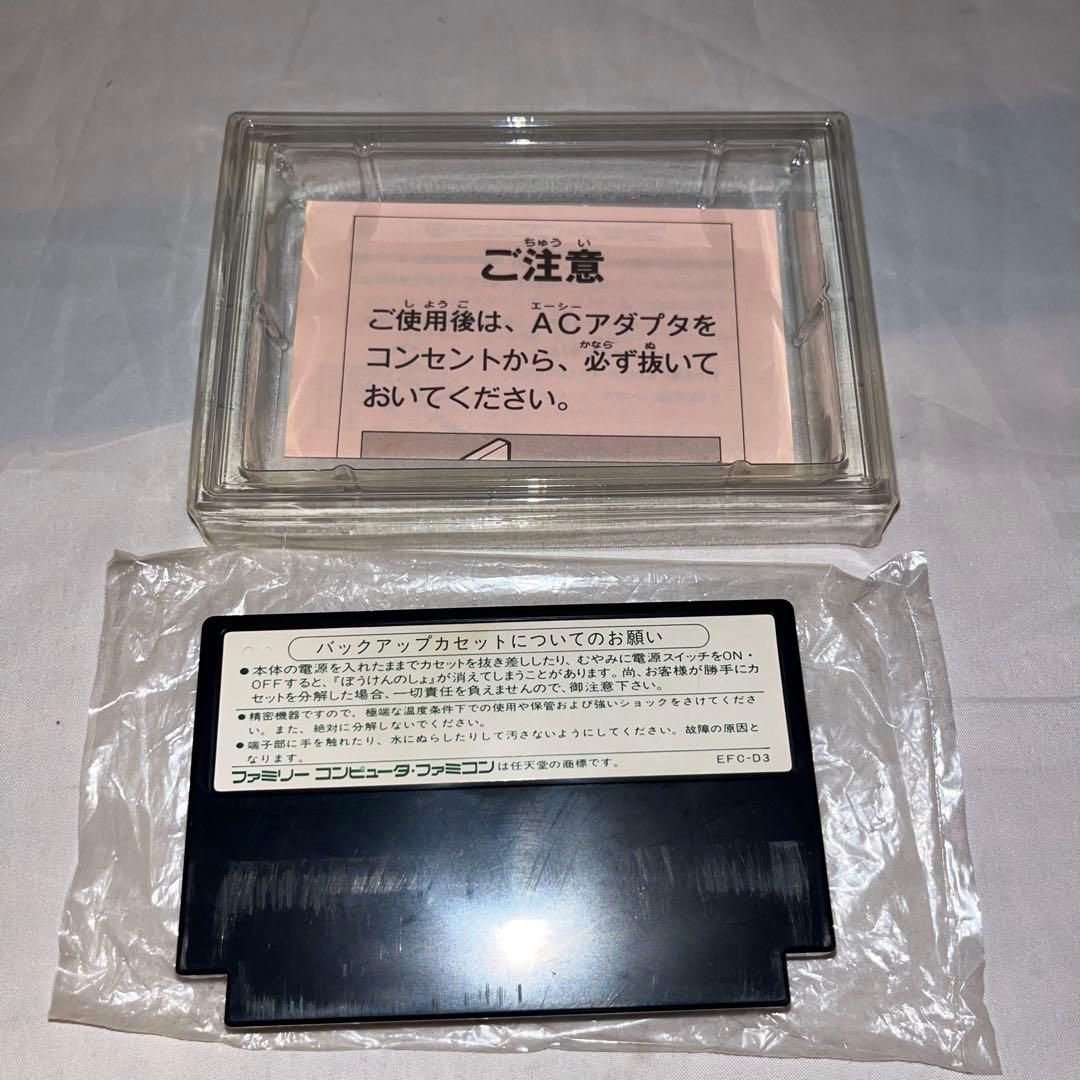 ちゅう い
ご注意
し よう ご エーシー
ご使用後は、ACアダプタを
かなら ぬ
コンセントから、必ず抜いて
おいてください。
バックアップカセットについてのお願い
●本体の電源を入れたままでカセットを抜き差ししたり、むやみに電源スイッチをON・
OFFすると、『ぼうけんのしょ』が消えてしまうことがあります。尚、お客様が勝手にカ
セットを分解した場合、一切責任を負えませんので、御注意下さい。
●精密機器ですので、極端な温度条件下での使用や保管および強いショックをさけてくださ
い。また、絶対に分解しないでください。
●端子部に手を触れたり、水にぬらしたりして汚さないようにしてください。故障の原因と
なります。
ファミリー コンピュータ・ファミコンは任天堂の商標です。 EFC-D3